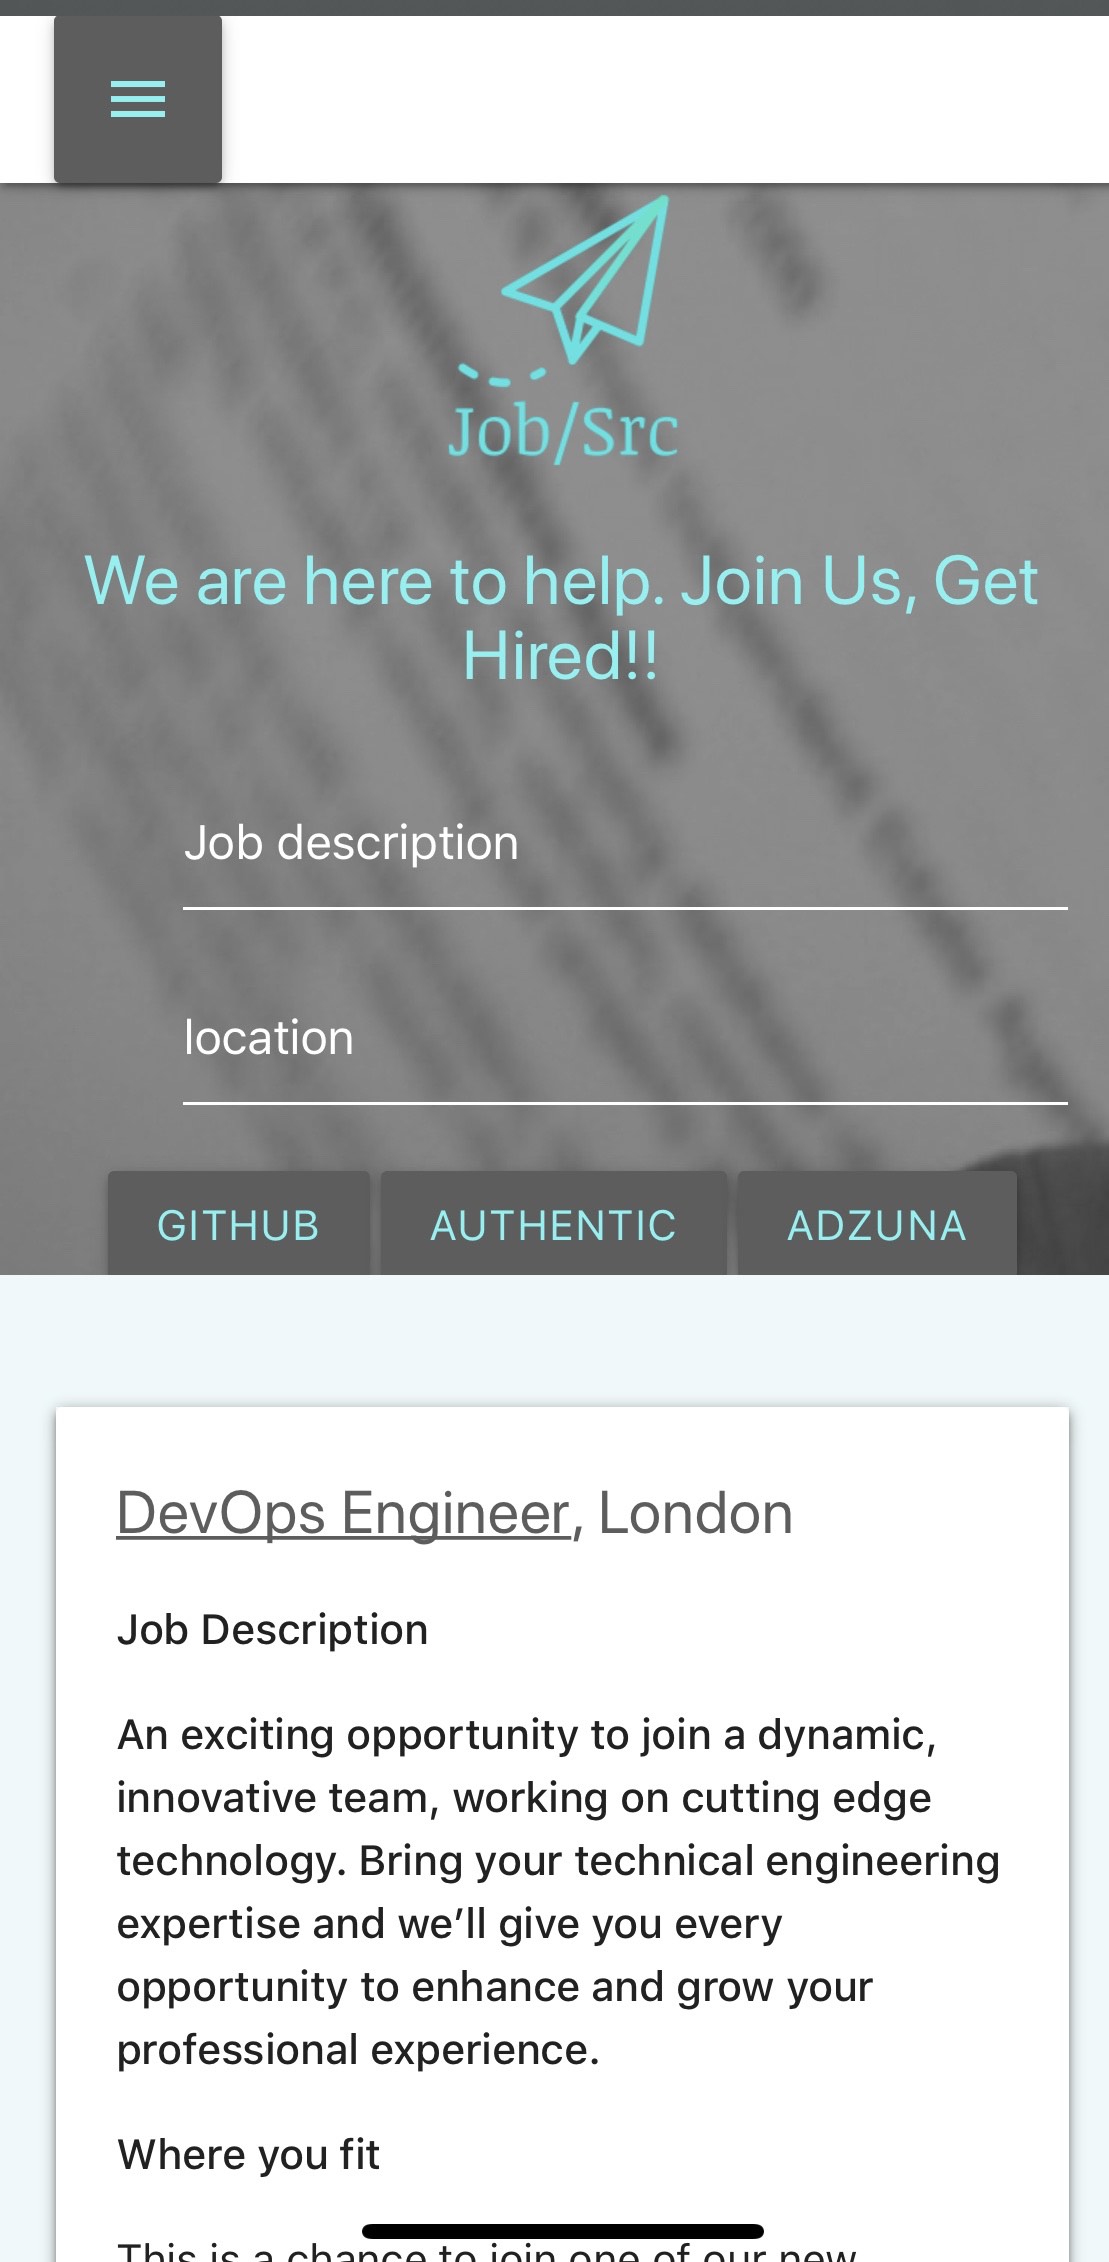 Job/Src
We are here to help. Join Us, Get
Hired!!
Job description
location
GITHUB AUTHENTIC ADZUNA
DevOps Engineer, London
Job Description
An exciting opportunity to join a dynamic,
innovative team, working on cutting edge
technology. Bring your technical engineering
expertise and we’ll give you every
opportunity to enhance and grow your
professional experience.
Where you fit
This is a chance to join one of our new